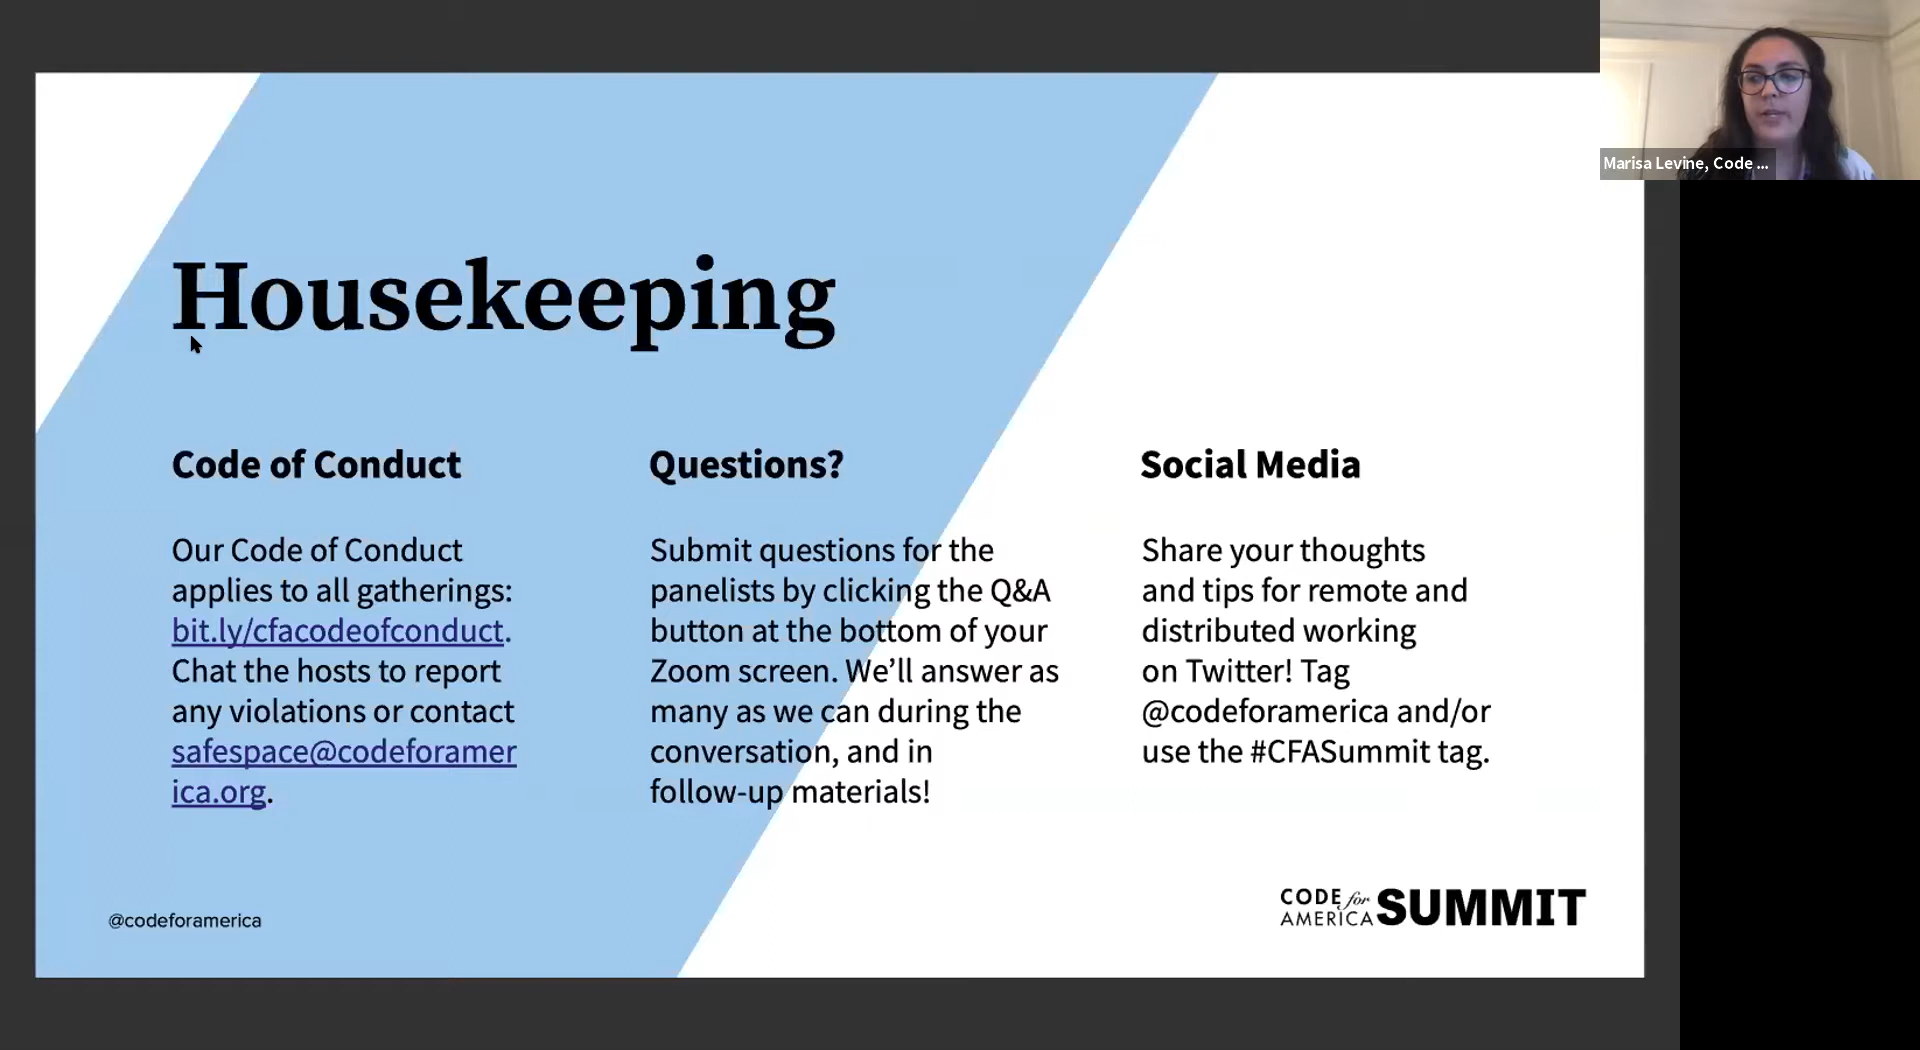 Marisa Levine, Code ...
Housekeeping
Code of Conduct
Our Code of Conduct
applies to all gatherings:
bit.ly/cfacodeofconduct.
Chat the hosts to report
any violations or contact
safespace@codeforamer
ica.org.
Questions?
Submit questions for the
panelists by clicking the Q&A
button at the bottom of your
Zoom screen. We’ll answer as
many as we can during the
conversation, and in
follow-up materials!
Social Media
Share your thoughts
and tips for remote and
distributed working
on Twitter! Tag
@codeforamerica and/or
use the #CFASummit tag.
@codeforamerica
CODE for
AMERICA SUMMIT